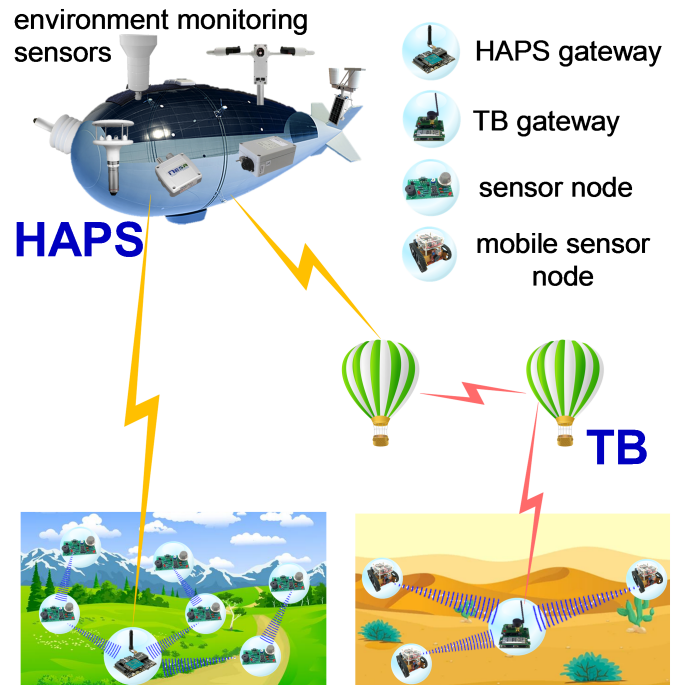 environment monitoring
sensors
HAPS gateway
TB gateway
sensor node
mobile sensor
node
HAPS
TB